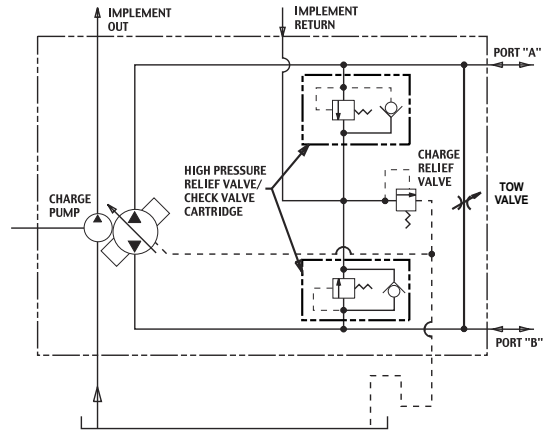 IMPLEMENT
OUT
IMPLEMENT
RETURN
PORT "A"
HIGH PRESSURE
RELIEF VALVE/
CHECK VALVE
CARTRIDGE
CHARGE
RELIEF
VALVE
CHARGE
PUMP
TOW
VALVE
PORT "B"